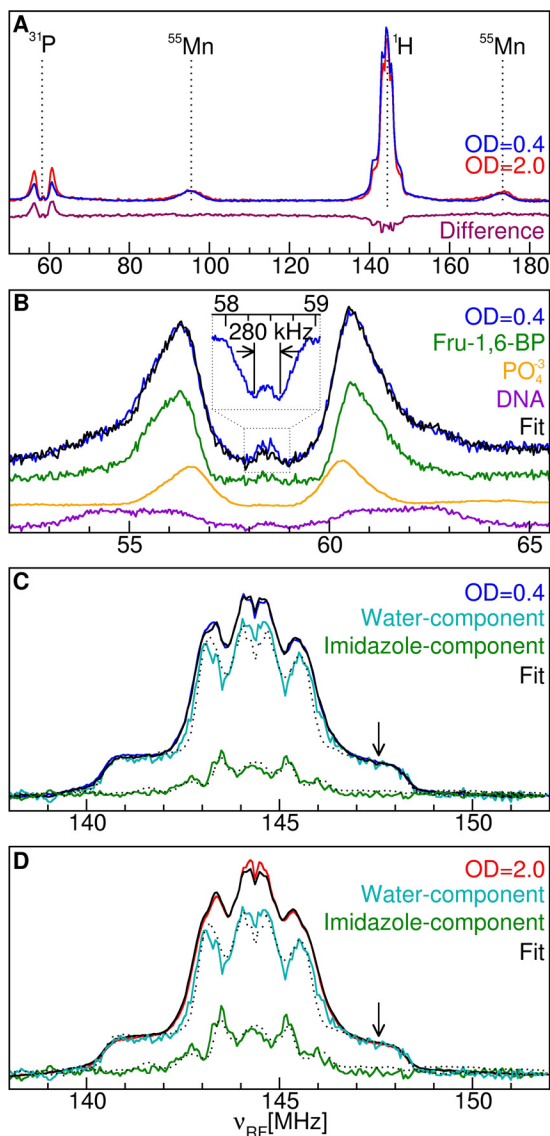 A
³¹P
⁵⁵Mn
¹H
⁵⁵Mn
OD=0.4
OD=2.0
Difference
60 80 100 120 140 160 180
B
58 59
280 kHz
OD=0.4
Fru-1,6-BP
PO₄⁻³
DNA
Fit
55 60 65
C
OD=0.4
Water-component
Imidazole-component
Fit
140 145 150
D
OD=2.0
Water-component
Imidazole-component
Fit
140 145 150
ν_RF[MHz]